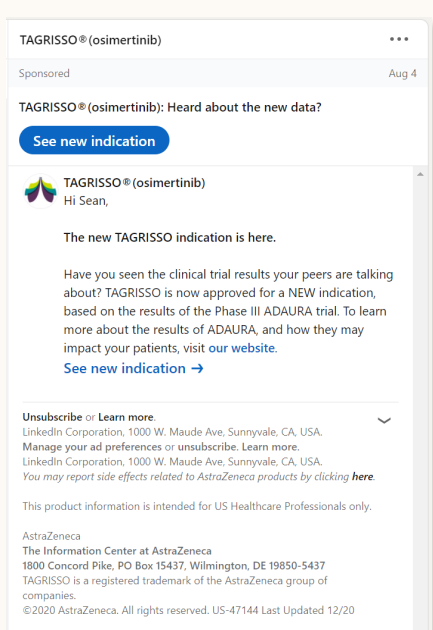 TAGRISSO®(osimertinib)
Sponsored
Aug 4
TAGRISSO®(osimertinib): Heard about the new data?
See new indication
TAGRISSO®(osimertinib)
Hi Sean,
The new TAGRISSO indication is here.
Have you seen the clinical trial results your peers are talking
about? TAGRISSO is now approved for a NEW indication,
based on the results of the Phase III ADAURA trial. To learn
more about the results of ADAURA, and how they may
impact your patients, visit our website.
See new indication →
Unsubscribe or Learn more.
LinkedIn Corporation, 1000 W. Maude Ave, Sunnyvale, CA, USA.
Manage your ad preferences or unsubscribe. Learn more.
LinkedIn Corporation, 1000 W. Maude Ave, Sunnyvale, CA, USA.
You may report side effects related to AstraZeneca products by clicking here.
This product information is intended for US Healthcare Professionals only.
AstraZeneca
The Information Center at AstraZeneca
1800 Concord Pike, PO Box 15437, Wilmington, DE 19850-5437
TAGRISSO is a registered trademark of the AstraZeneca group of
companies.
©2020 AstraZeneca. All rights reserved. US-47144 Last Updated 12/20